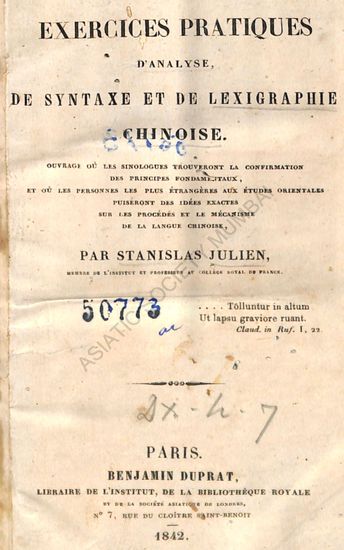 EXERCICES PRATIQUES
D'ANALYSE,
DE SYNTAXE ET DE LEXIGRAPHIE
CHINOISE.
OUVRAGE OÙ LES SINOLOGUES TROUVERONT LA CONFIRMATION
DES PRINCIPES FONDAMENTAUX,
ET OÙ LES PERSONNES LES PLUS ÉTRANGÈRES AUX ÉTUDES ORIENTALES
PUISERONT DES IDÉES EXACTES
SUR LES PROCÉDÉS ET LE MÉCANISME
DE LA LANGUE CHINOISE,
PAR STANISLAS JULIEN,
MEMBRE DE L'INSTITUT ET PROFESSEUR AU COLLÉGE ROYAL DE FRANCE.
50773
. . . . Tolluntur in altum
Ut lapsu graviore ruant.
Claud. in Ruf. I, 22.
ASIATIC SOCIETY MUMBAI
PARIS.
BENJAMIN DUPRAT,
LIBRAIRE DE L'INSTITUT, DE LA BIBLIOTHÈQUE ROYALE
ET DE LA SOCIÉTÉ ASIATIQUE DE LONDRES,
N° 7, RUE DU CLOÎTRE SAINT-BENOÎT
1842.